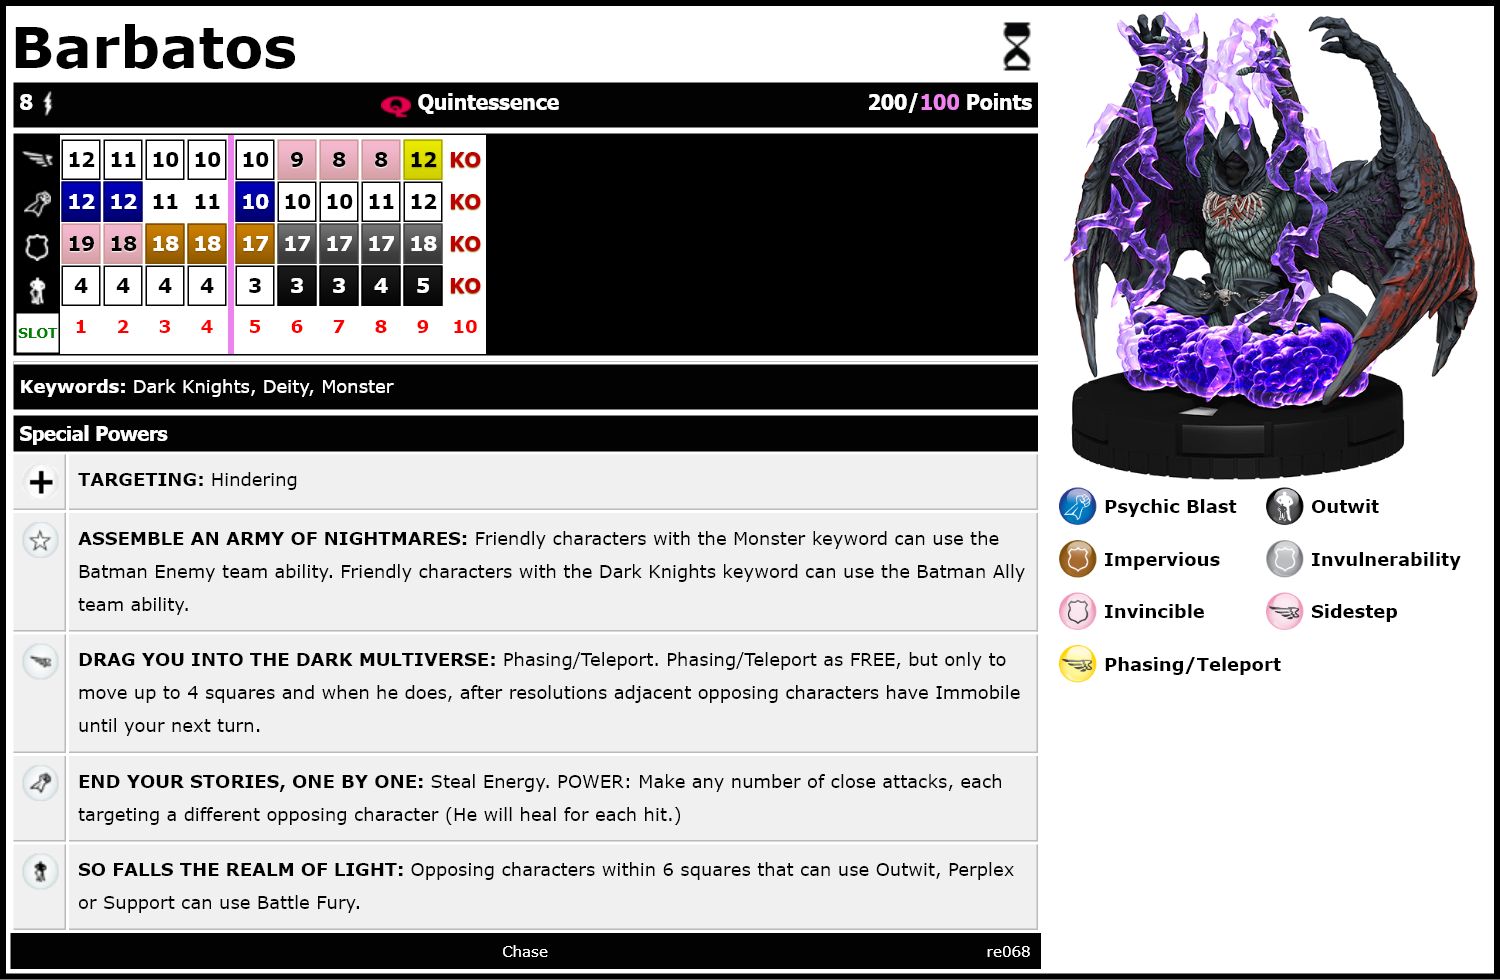 Barbatos
8 Quintessence 200/100 Points
12 11 10 10 10 9 8 8 12 KO
12 12 11 11 10 10 10 11 12 KO
19 18 18 18 17 17 17 17 18 KO
4 4 4 4 3 3 3 4 5 KO
SLOT 1 2 3 4 5 6 7 8 9 10
Keywords: Dark Knights, Deity, Monster
Special Powers
TARGETING: Hindering
ASSEMBLE AN ARMY OF NIGHTMARES: Friendly characters with the Monster keyword can use the
Batman Enemy team ability. Friendly characters with the Dark Knights keyword can use the Batman Ally
team ability.
DRAG YOU INTO THE DARK MULTIVERSE: Phasing/Teleport. Phasing/Teleport as FREE, but only to
move up to 4 squares and when he does, after resolutions adjacent opposing characters have Immobile
until your next turn.
END YOUR STORIES, ONE BY ONE: Steal Energy. POWER: Make any number of close attacks, each
targeting a different opposing character (He will heal for each hit.)
SO FALLS THE REALM OF LIGHT: Opposing characters within 6 squares that can use Outwit, Perplex
or Support can use Battle Fury.
Chase re068
Psychic Blast Outwit
Impervious Invulnerability
Invincible Sidestep
Phasing/Teleport